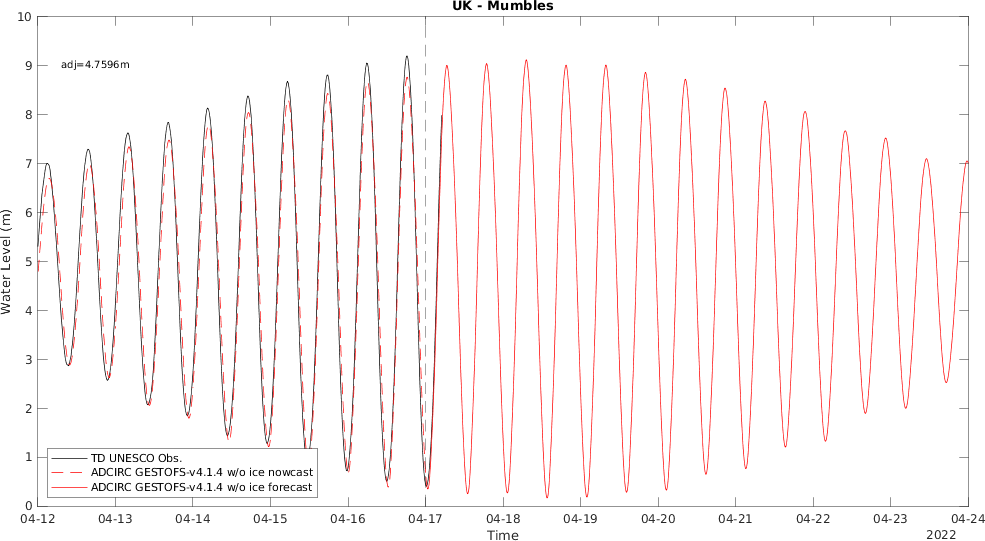 UK - Mumbles
10
9
8
7
6
5
4
3
2
1
0
Water Level (m)
adj=4.7596m
TD UNESCO Obs.
ADCIRC GESTOFS-v4.1.4 w/o ice nowcast
ADCIRC GESTOFS-v4.1.4 w/o ice forecast
04-12 04-13 04-14 04-15 04-16 04-17 04-18 04-19 04-20 04-21 04-22 04-23 04-24
Time
2022